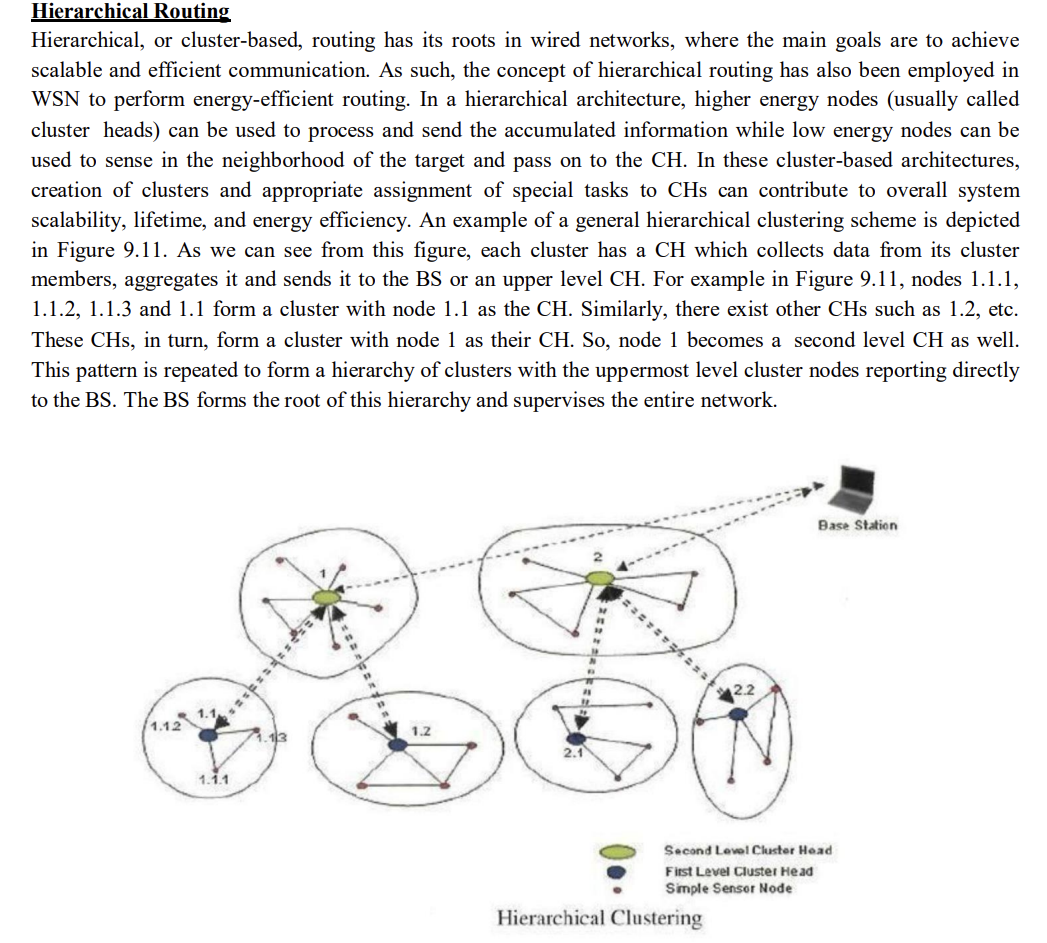 Hierarchical Routing
Hierarchical, or cluster-based, routing has its roots in wired networks, where the main goals are to achieve
scalable and efficient communication. As such, the concept of hierarchical routing has also been employed in
WSN to perform energy-efficient routing. In a hierarchical architecture, higher energy nodes (usually called
cluster heads) can be used to process and send the accumulated information while low energy nodes can be
used to sense in the neighborhood of the target and pass on to the CH. In these cluster-based architectures,
creation of clusters and appropriate assignment of special tasks to CHs can contribute to overall system
scalability, lifetime, and energy efficiency. An example of a general hierarchical clustering scheme is depicted
in Figure 9.11. As we can see from this figure, each cluster has a CH which collects data from its cluster
members, aggregates it and sends it to the BS or an upper level CH. For example in Figure 9.11, nodes 1.1.1,
1.1.2, 1.1.3 and 1.1 form a cluster with node 1.1 as the CH. Similarly, there exist other CHs such as 1.2, etc.
These CHs, in turn, form a cluster with node 1 as their CH. So, node 1 becomes a second level CH as well.
This pattern is repeated to form a hierarchy of clusters with the uppermost level cluster nodes reporting directly
to the BS. The BS forms the root of this hierarchy and supervises the entire network.
Base Station
1
2
1.1
1.12
1.13
1.1.1
1.2
2.1
2.2
Second Level Cluster Head
First Level Cluster Head
Simple Sensor Node
Hierarchical Clustering